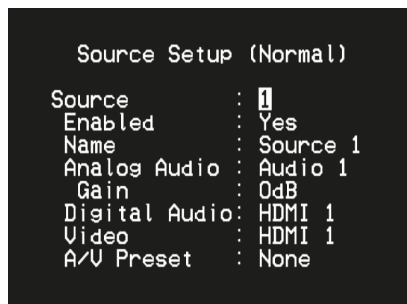 Source Setup (Normal)
Source : 1
Enabled : Yes
Name : Source 1
Analog Audio : Audio 1
Gain : 0dB
Digital Audio: HDMI 1
Video : HDMI 1
A/V Preset : None